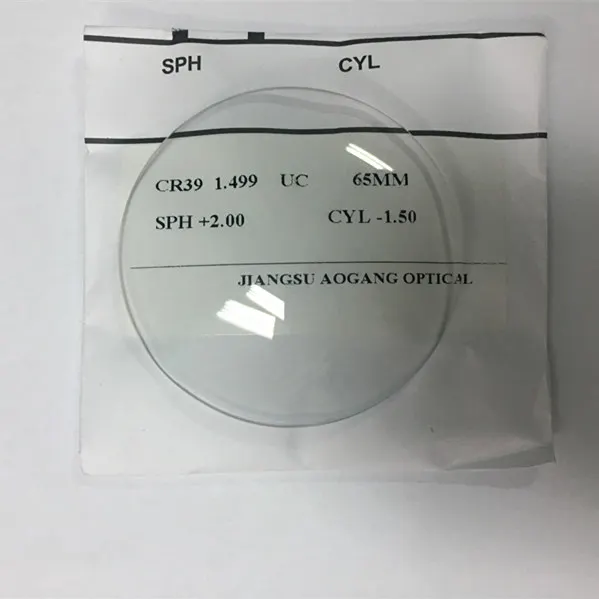 SPH CYL
CR39 1.499 UC 65MM
SPH +2.00 CYL -1.50
JIANGSU AOGANG OPTICAL